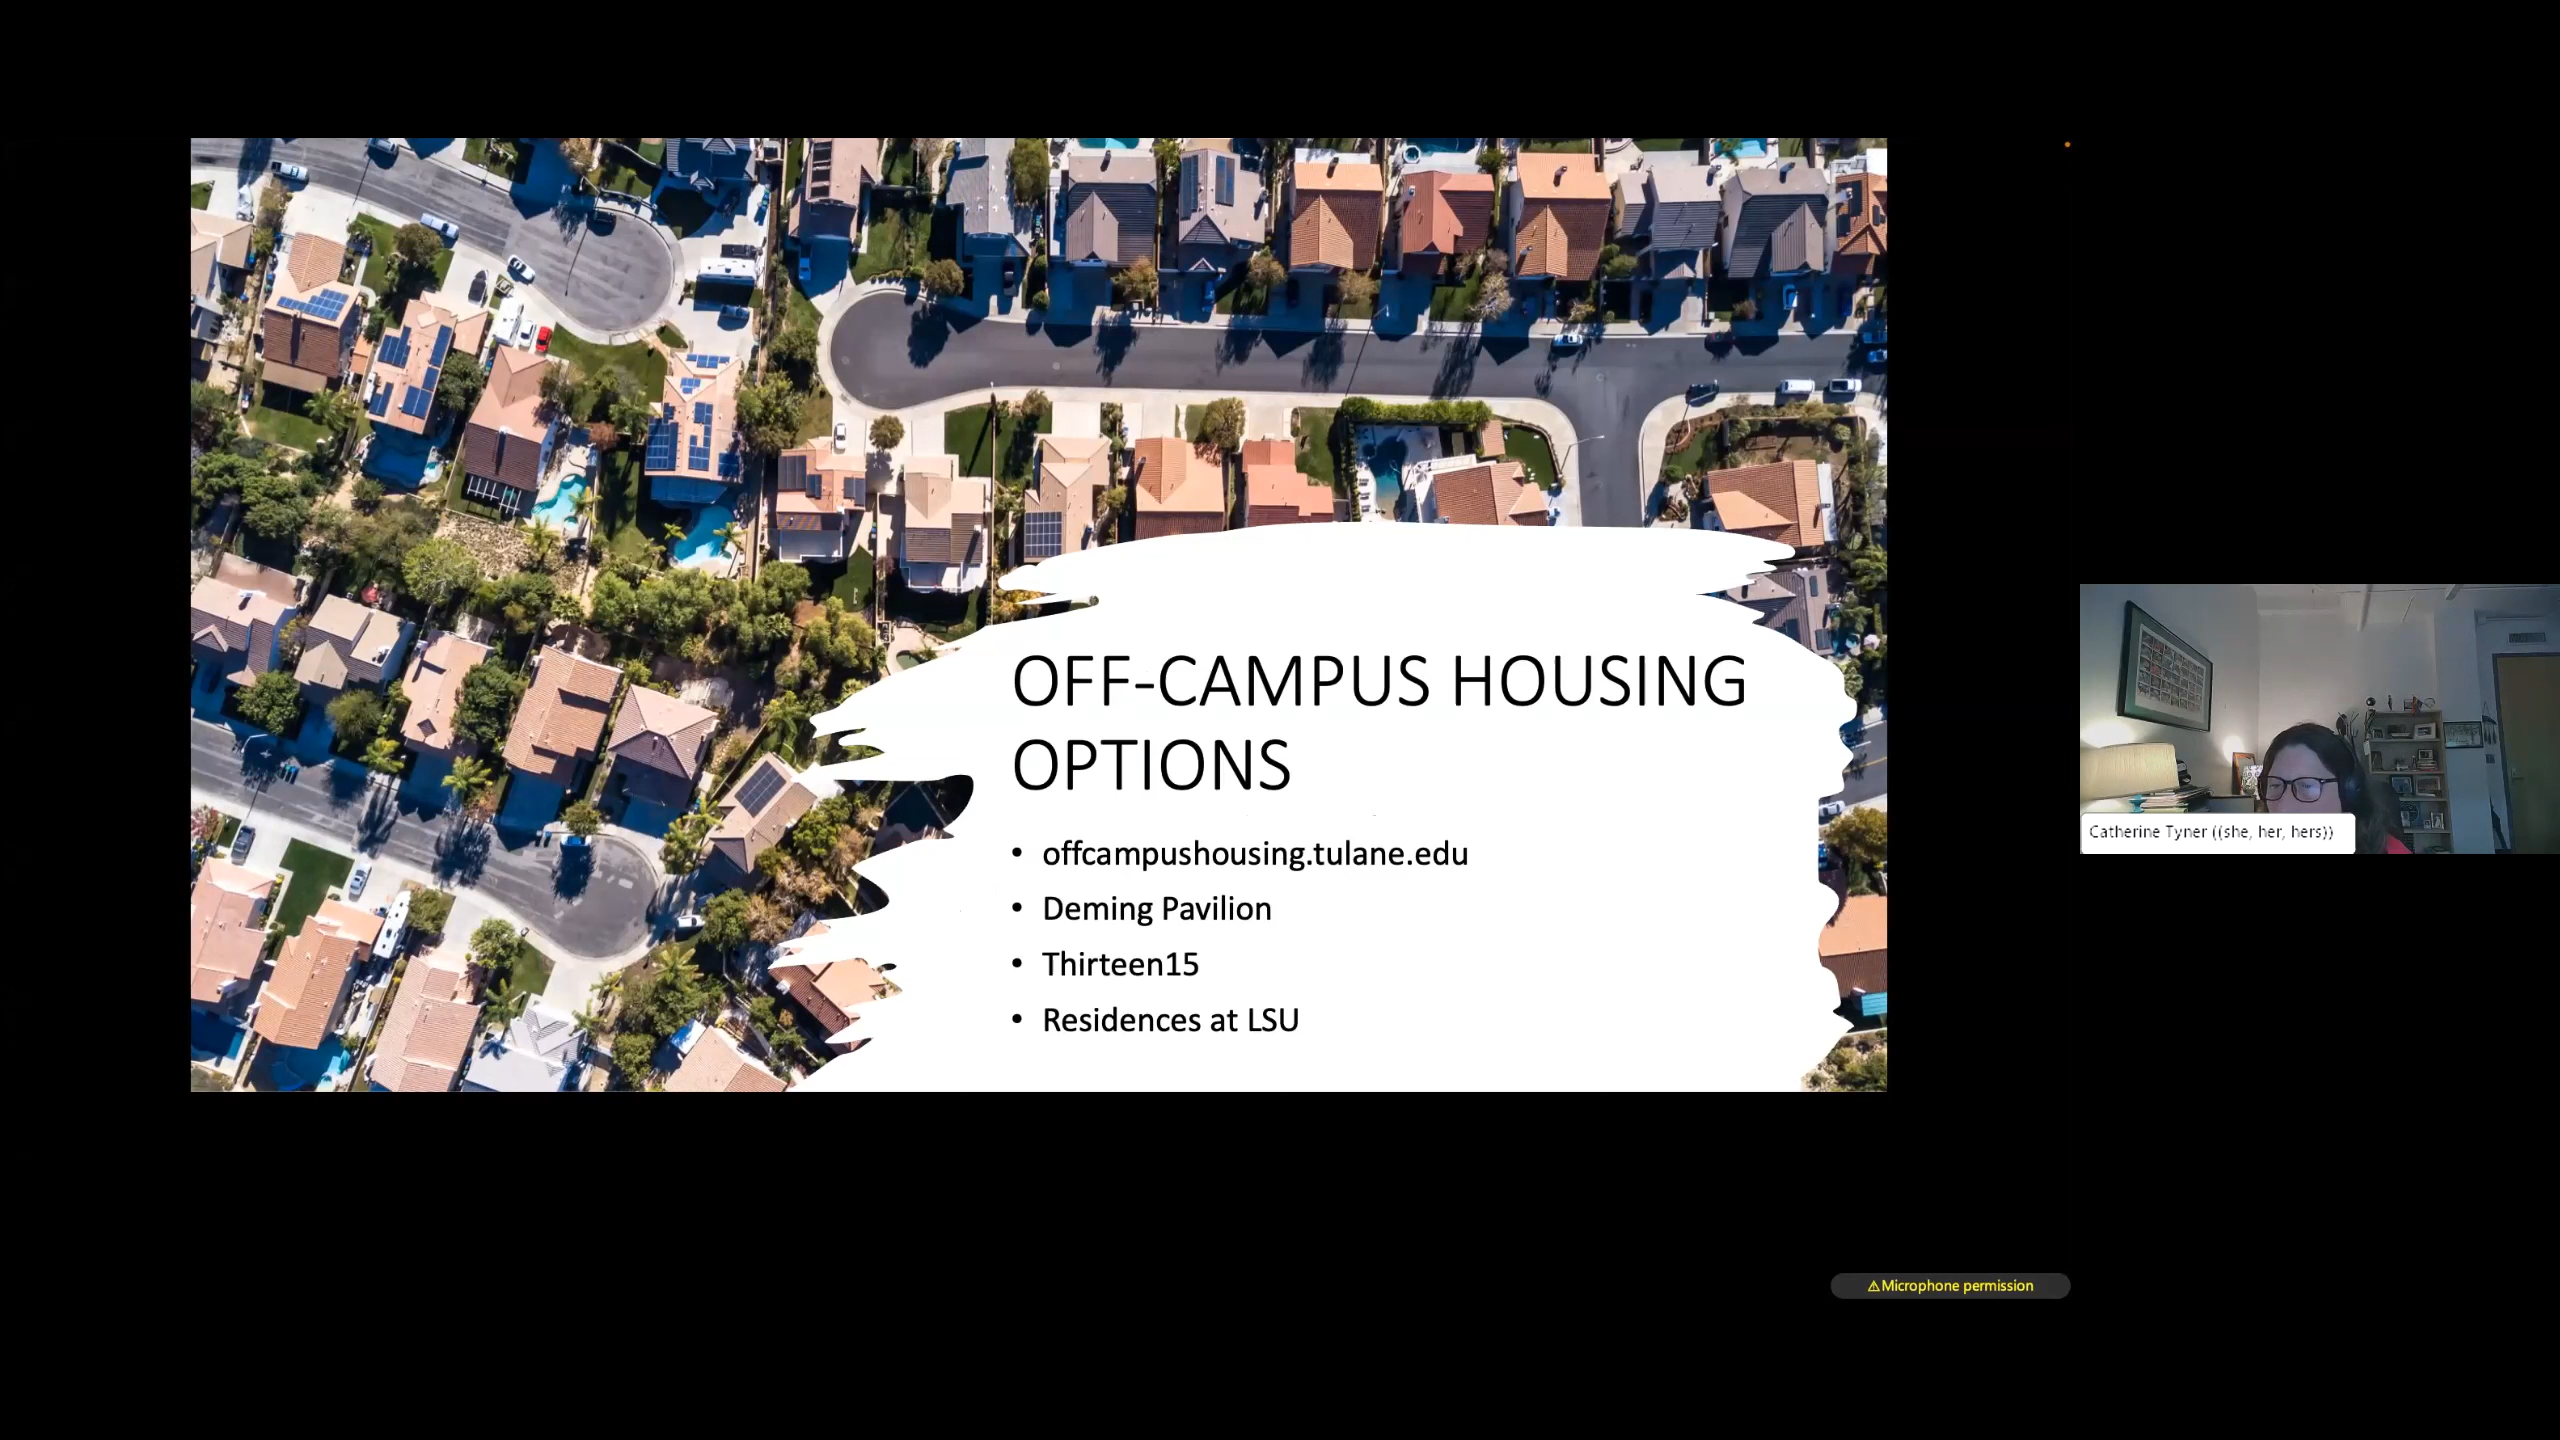 OFF-CAMPUS HOUSING
OPTIONS
• offcampushousing.tulane.edu
• Deming Pavilion
• Thirteen15
• Residences at LSU
Catherine Tyner ((she, her, hers))
⚠Microphone permission